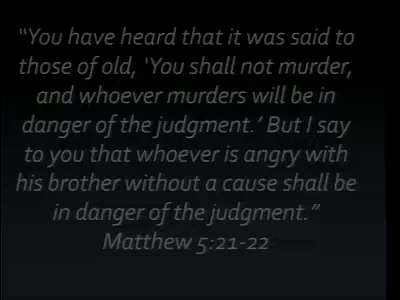 “You have heard that it was said to
those of old, ‘You shall not murder,
and whoever murders will be in
danger of the judgment.’ But I say
to you that whoever is angry with
his brother without a cause shall be
in danger of the judgment.”
Matthew 5:21-22